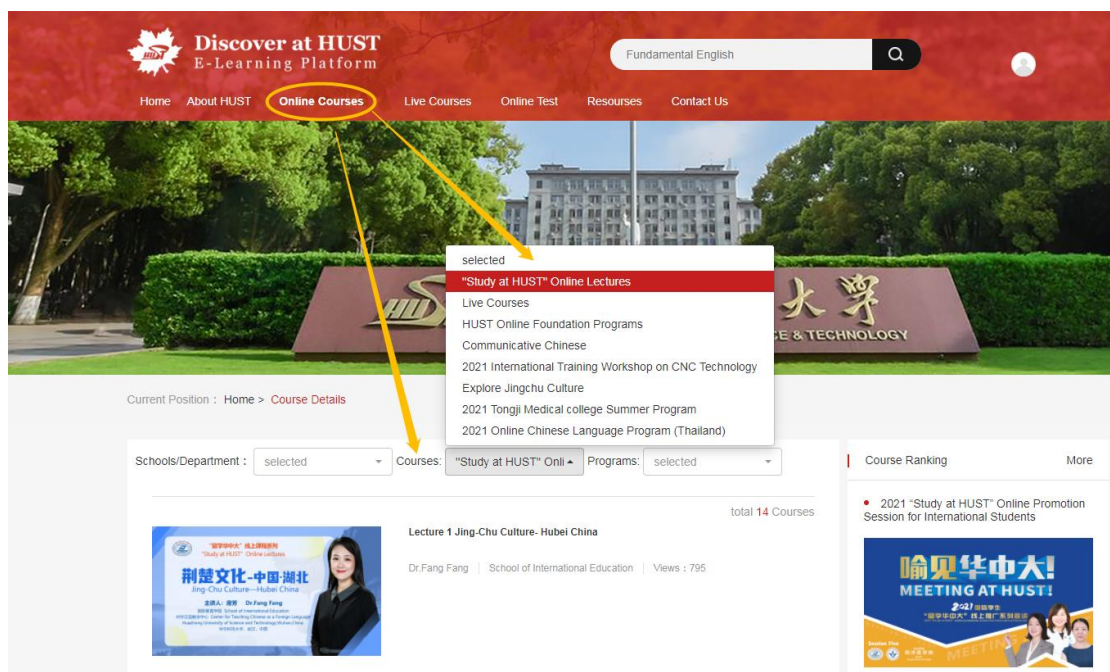 Discover at HUST
E-Learning Platform
HUST
Fundamental English
Home About HUST Online Courses Live Courses Online Test Resourses Contact Us
selected
"Study at HUST" Online Lectures
Live Courses
HUST Online Foundation Programs
Communicative Chinese
2021 International Training Workshop on CNC Technology
Explore Jingchu Culture
2021 Tongji Medical college Summer Program
2021 Online Chinese Language Program (Thailand)
HUS
大学
CE & TECHNOLOGY
Current Position : Home > Course Details
Schools/Department : selected Courses: "Study at HUST" Onli Programs: selected
total 14 Courses
Lecture 1 Jing-Chu Culture- Hubei China
Dr.Fang Fang School of International Education Views : 795
"留学华中大" 线上课程系列
"Study at HUST" Online Lectures
荆楚文化-中国·湖北
Jing-Chu Culture—Hubei China
Dr.Fang Fang
Course Ranking More
2021 "Study at HUST" Online Promotion
Session for International Students
喻见华中大!
MEETING AT HUST!
2021
MEETING